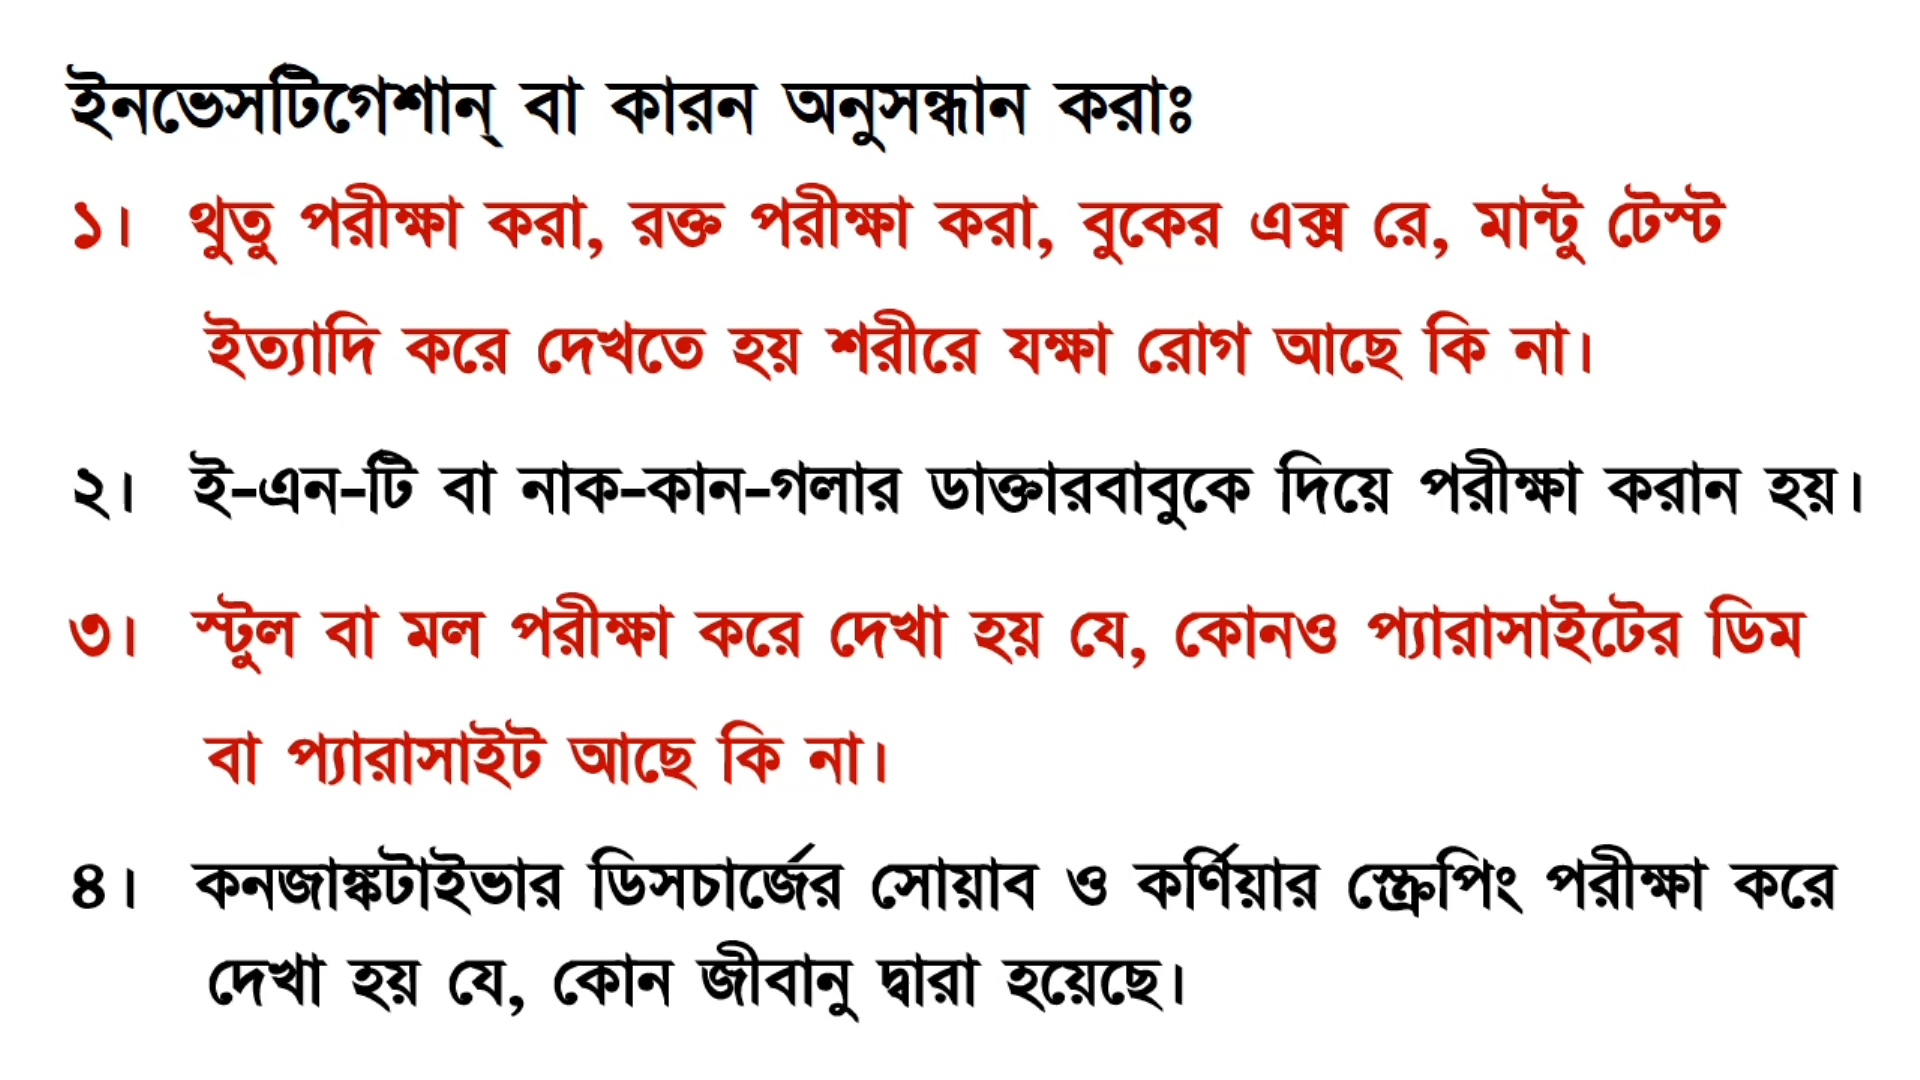 ইনভেসটিগেশান্ বা কারন অনুসন্ধান করাঃ
১। থুতু পরীক্ষা করা, রক্ত পরীক্ষা করা, বুকের এক্স রে, মান্টু টেস্ট
ইত্যাদি করে দেখতে হয় শরীরে যক্ষা রোগ আছে কি না।
২। ই-এন-টি বা নাক-কান-গলার ডাক্তারবাবুকে দিয়ে পরীক্ষা করান হয়।
৩। স্টুল বা মল পরীক্ষা করে দেখা হয় যে, কোনও প্যারাসাইটের ডিম
বা প্যারাসাইট আছে কি না।
৪। কনজাঙ্কটাইভার ডিসচার্জের সোয়াব ও কর্ণিয়ার স্ক্রেপিং পরীক্ষা করে
দেখা হয় যে, কোন জীবানু দ্বারা হয়েছে।